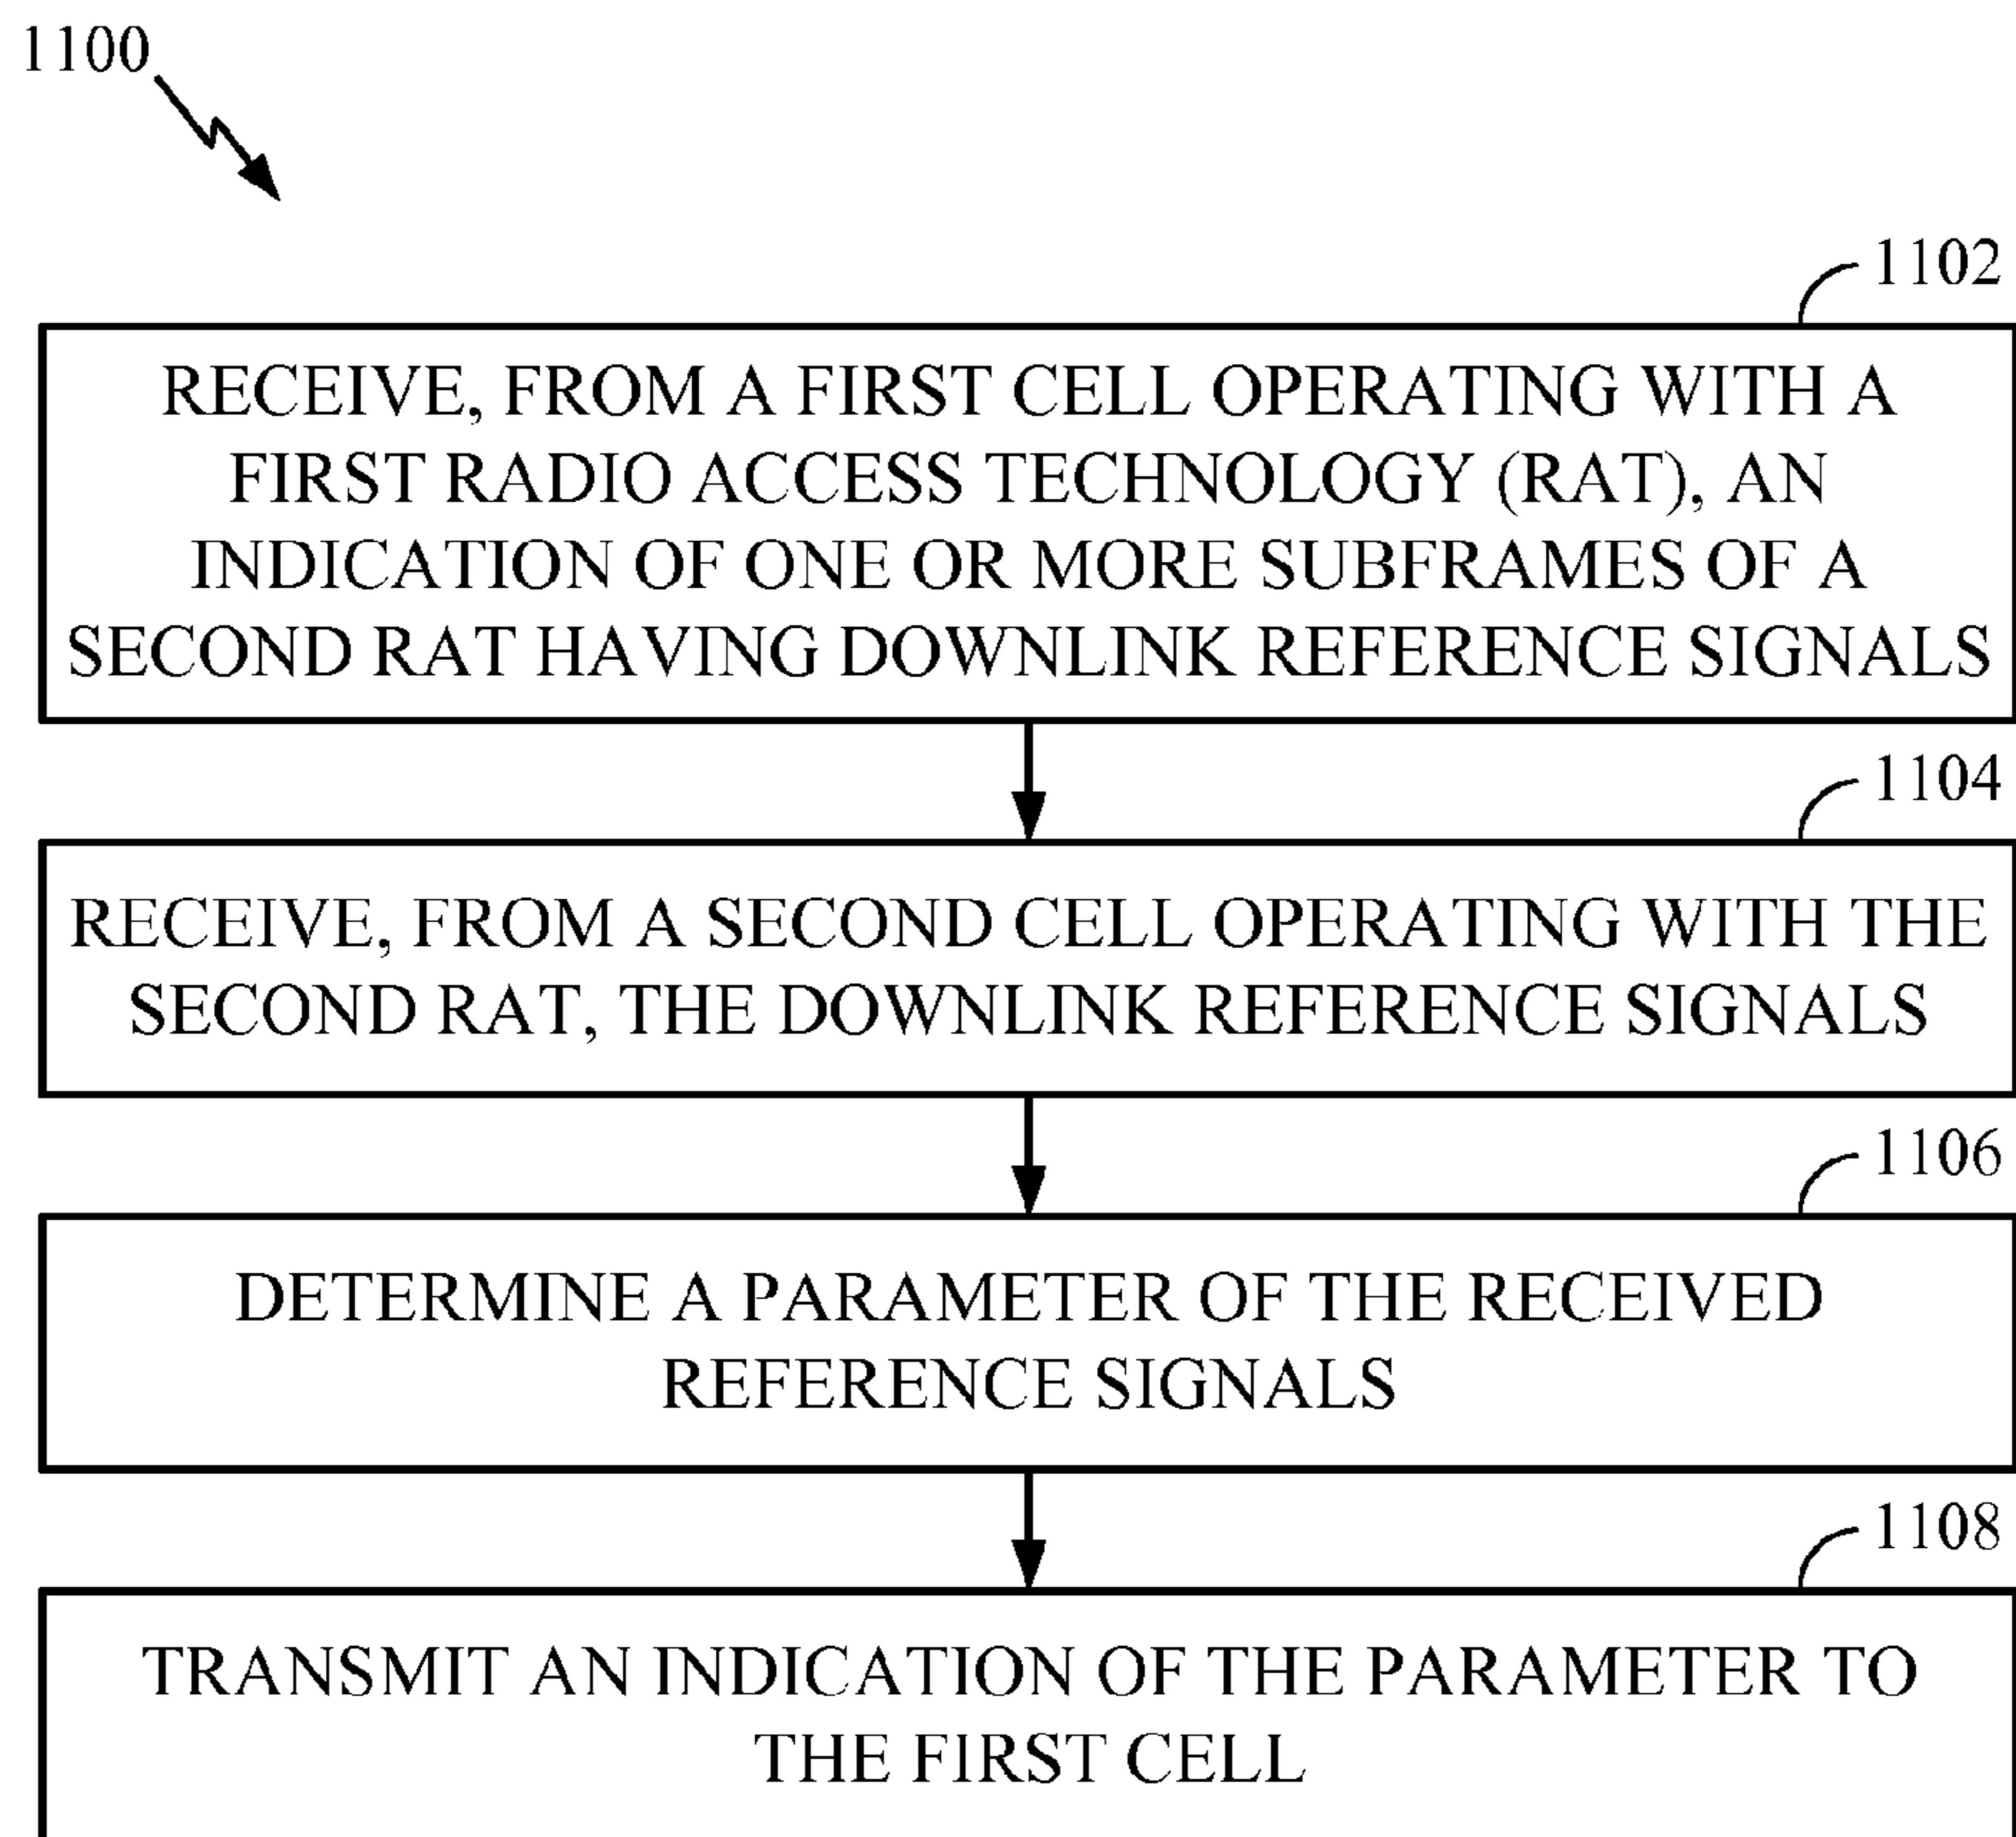 1100
1102
RECEIVE, FROM A FIRST CELL OPERATING WITH A
FIRST RADIO ACCESS TECHNOLOGY (RAT), AN
INDICATION OF ONE OR MORE SUBFRAMES OF A
SECOND RAT HAVING DOWNLINK REFERENCE SIGNALS
1104
RECEIVE, FROM A SECOND CELL OPERATING WITH THE
SECOND RAT, THE DOWNLINK REFERENCE SIGNALS
1106
DETERMINE A PARAMETER OF THE RECEIVED
REFERENCE SIGNALS
1108
TRANSMIT AN INDICATION OF THE PARAMETER TO
THE FIRST CELL